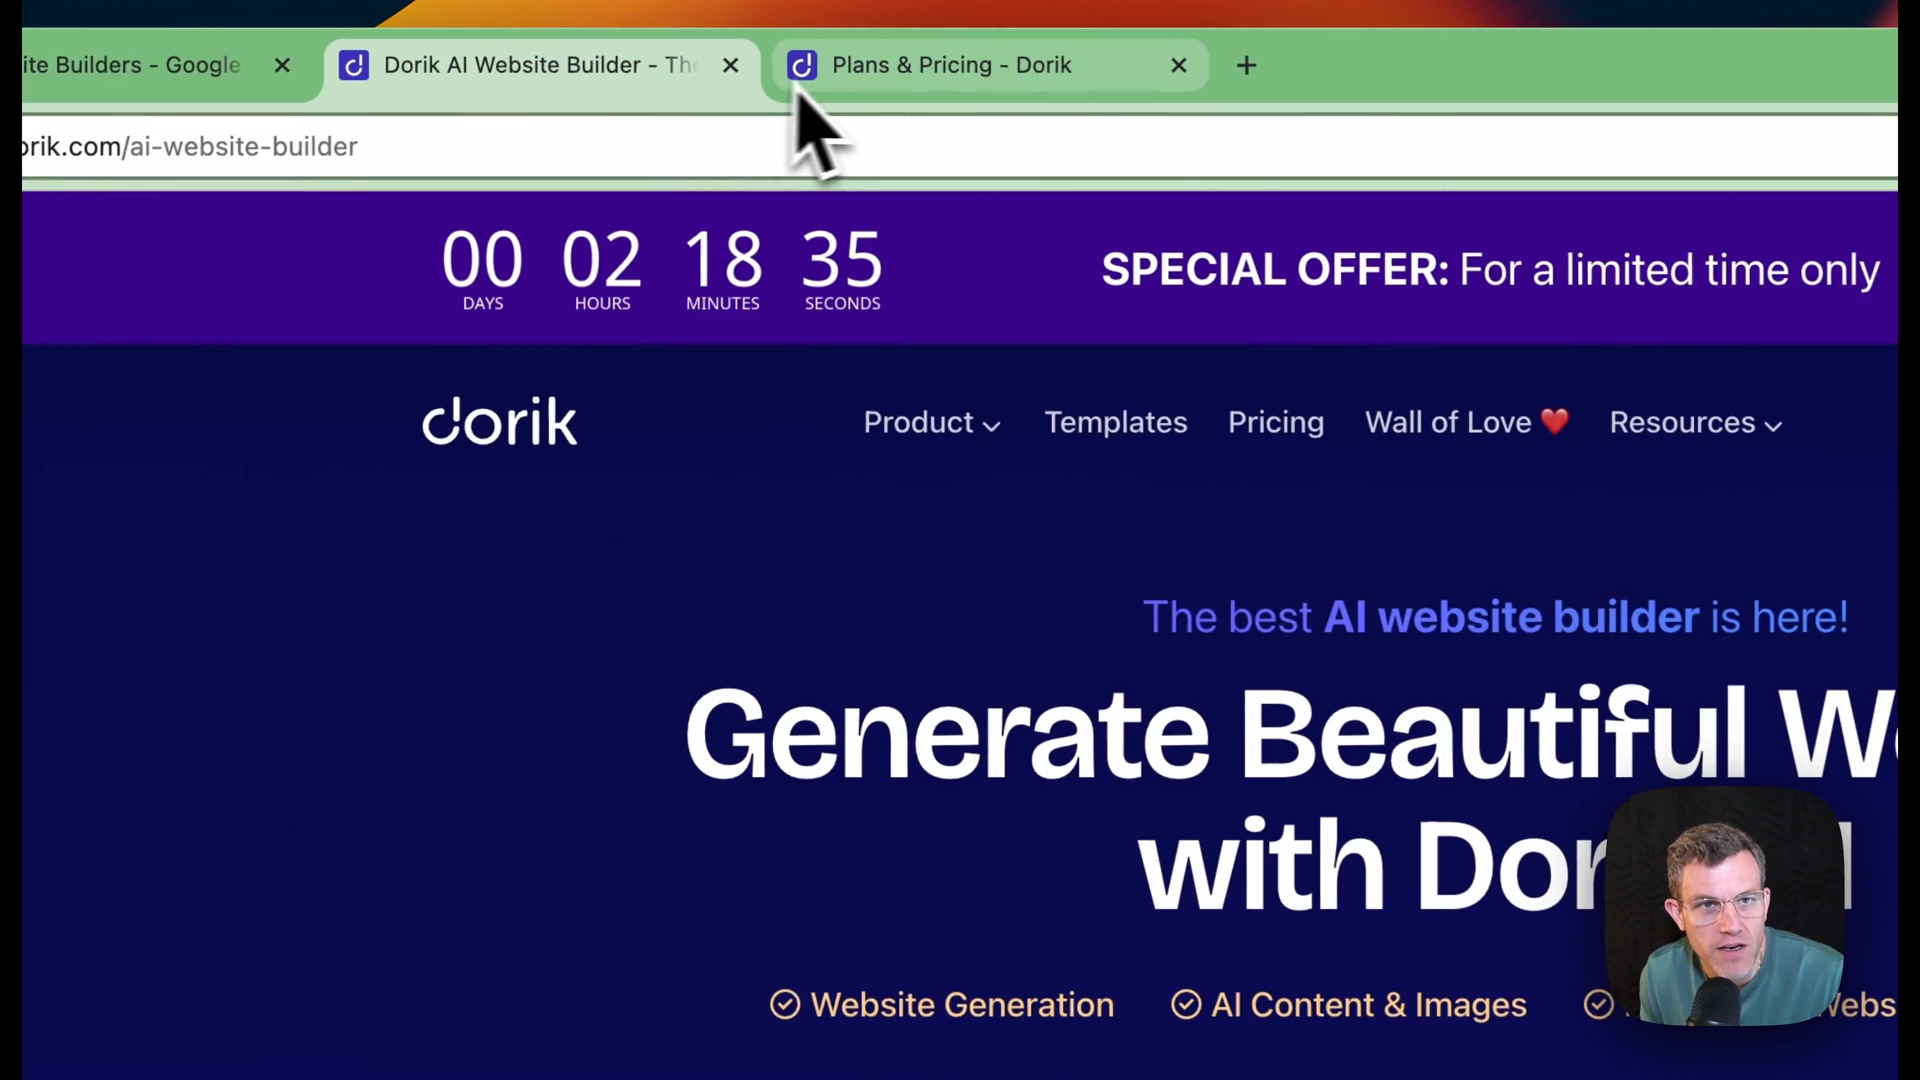 ite Builders - Google
Dorik AI Website Builder - The
Plans & Pricing - Dorik
orik.com/ai-website-builder
00 02 18 35
DAYS HOURS MINUTES SECONDS
SPECIAL OFFER: For a limited time only
dorik
Product Templates Pricing Wall of Love ❤️ Resources
The best AI website builder is here!
Generate Beautiful We
with Dor
Website Generation AI Content & Images Webs